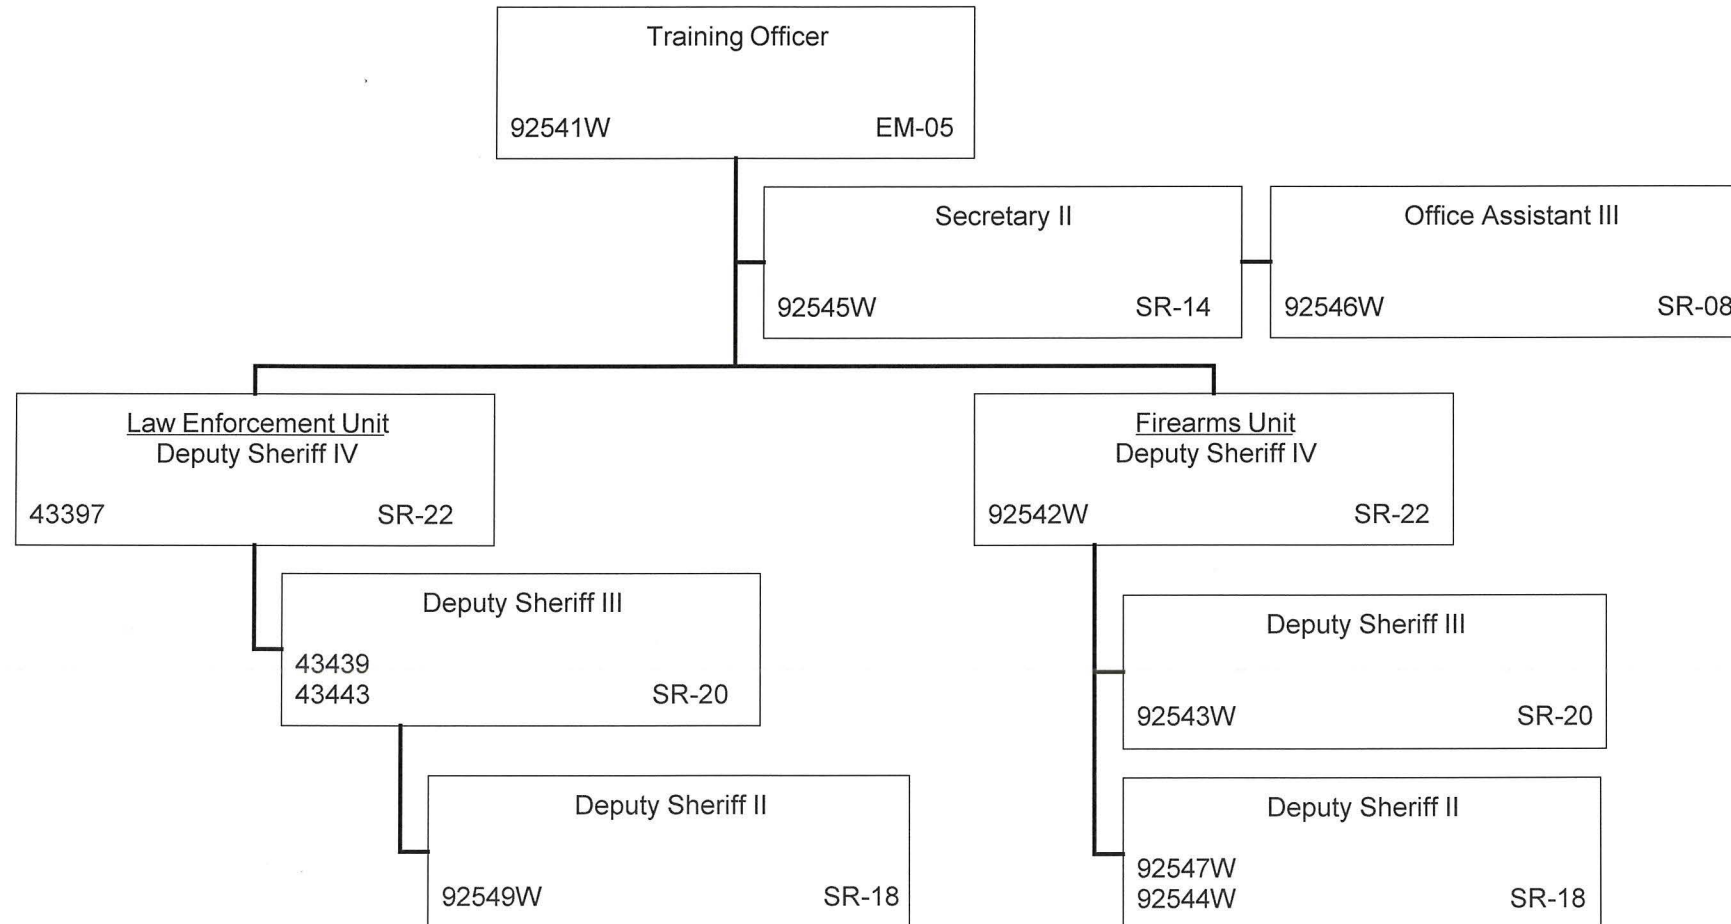 Training Officer
92541W EM-05
Secretary II
92545W SR-14
Office Assistant III
92546W SR-08
Law Enforcement Unit
Deputy Sheriff IV
43397 SR-22
Firearms Unit
Deputy Sheriff IV
92542W SR-22
Deputy Sheriff III
43439
43443 SR-20
Deputy Sheriff II
92549W SR-18
Deputy Sheriff III
92543W SR-20
Deputy Sheriff II
92547W
92544W SR-18